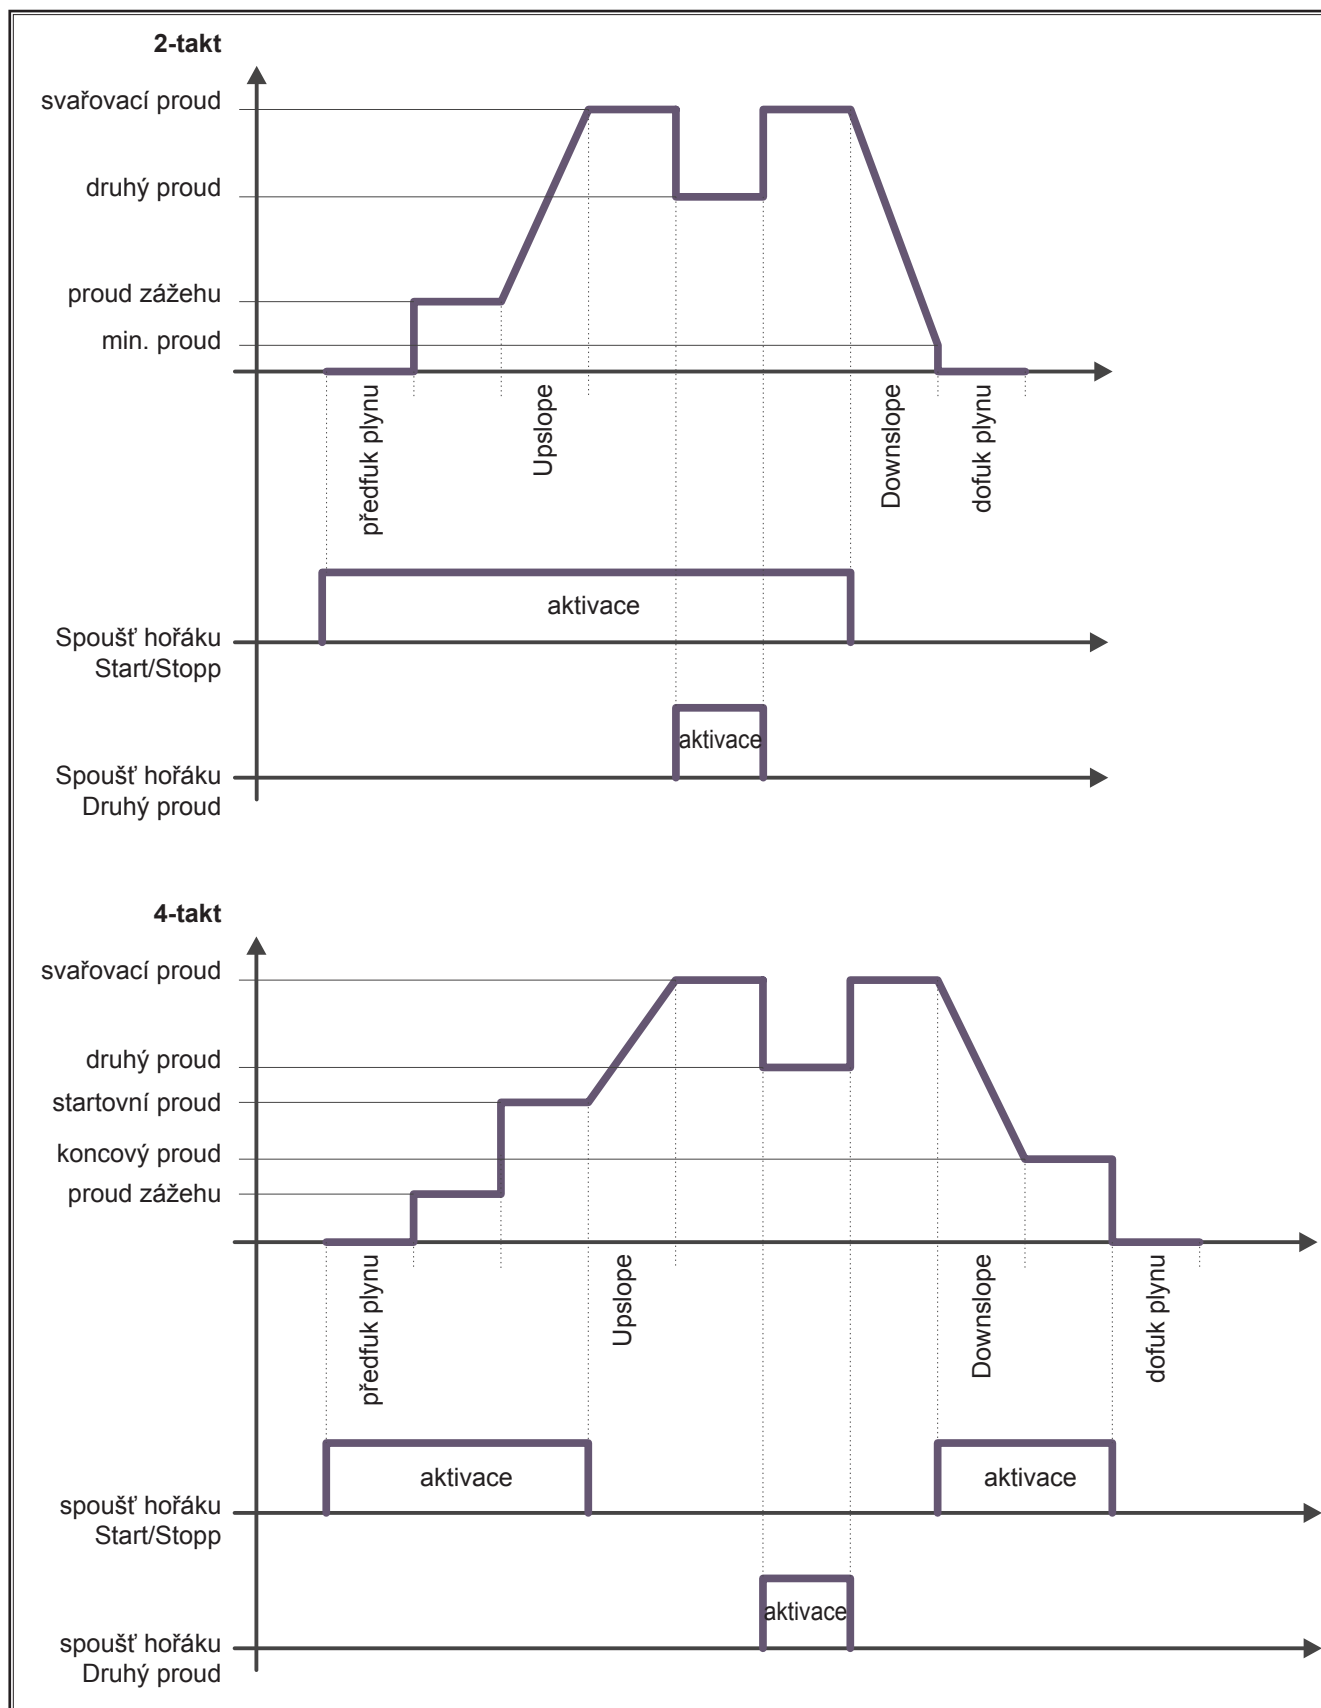 2-takt
svařovací proud
druhý proud
proud zážehu
min. proud
předfuk plynu
Upslope
Downslope
dofuk plynu
aktivace
Spoušť hořáku
Start/Stopp
aktivace
Spoušť hořáku
Druhý proud
4-takt
svařovací proud
druhý proud
startovní proud
koncový proud
proud zážehu
předfuk plynu
Upslope
Downslope
dofuk plynu
aktivace
aktivace
spoušť hořáku
Start/Stopp
aktivace
spoušť hořáku
Druhý proud